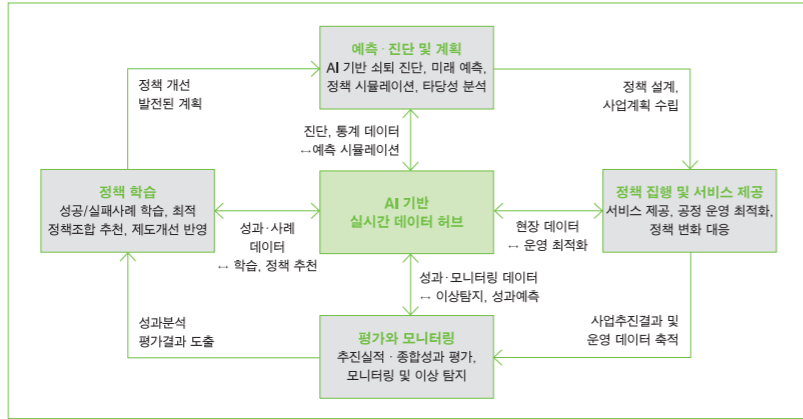 예측·진단 및 계획
AI 기반 쇠퇴 진단, 미래 예측,
정책 시뮬레이션, 타당성 분석
정책 개선
발전된 계획
정책 설계,
사업계획 수립
진단, 통계 데이터
↔예측 시뮬레이션
정책 학습
성공/실패사례 학습, 최적
정책조합 추천, 제도개선 반영
성과·사례
데이터
↔ 학습, 정책 추천
AI 기반
실시간 데이터 허브
현장 데이터
↔ 운영 최적화
정책 집행 및 서비스 제공
서비스 제공, 공정 운영 최적화,
정책 변화 대응
성과·모니터링 데이터
↔ 이상탐지, 성과예측
성과분석
평가결과 도출
평가와 모니터링
추진실적·종합성과 평가,
모니터링 및 이상 탐지
사업추진결과 및
운영 데이터 축적